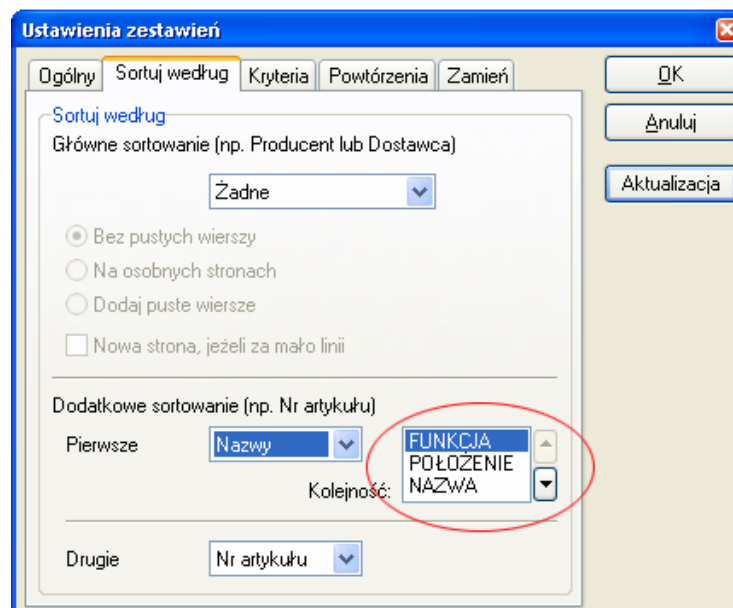 Ustawienia zestawień
Ogólny Sortuj według Kryteria Powtórzenia Zamień
OK
Anuluj
Aktualizacja
Sortuj według
Główne sortowanie (np. Producent lub Dostawca)
Żadne
Bez pustych wierszy
Na osobnych stronach
Dodaj puste wiersze
Nowa strona, jeżeli za mało linii
Dodatkowe sortowanie (np. Nr artykułu)
Pierwsze Nazwy
Kolejność:
FUNKCJA
POŁOŻENIE
NAZWA
Drugie Nr artykułu